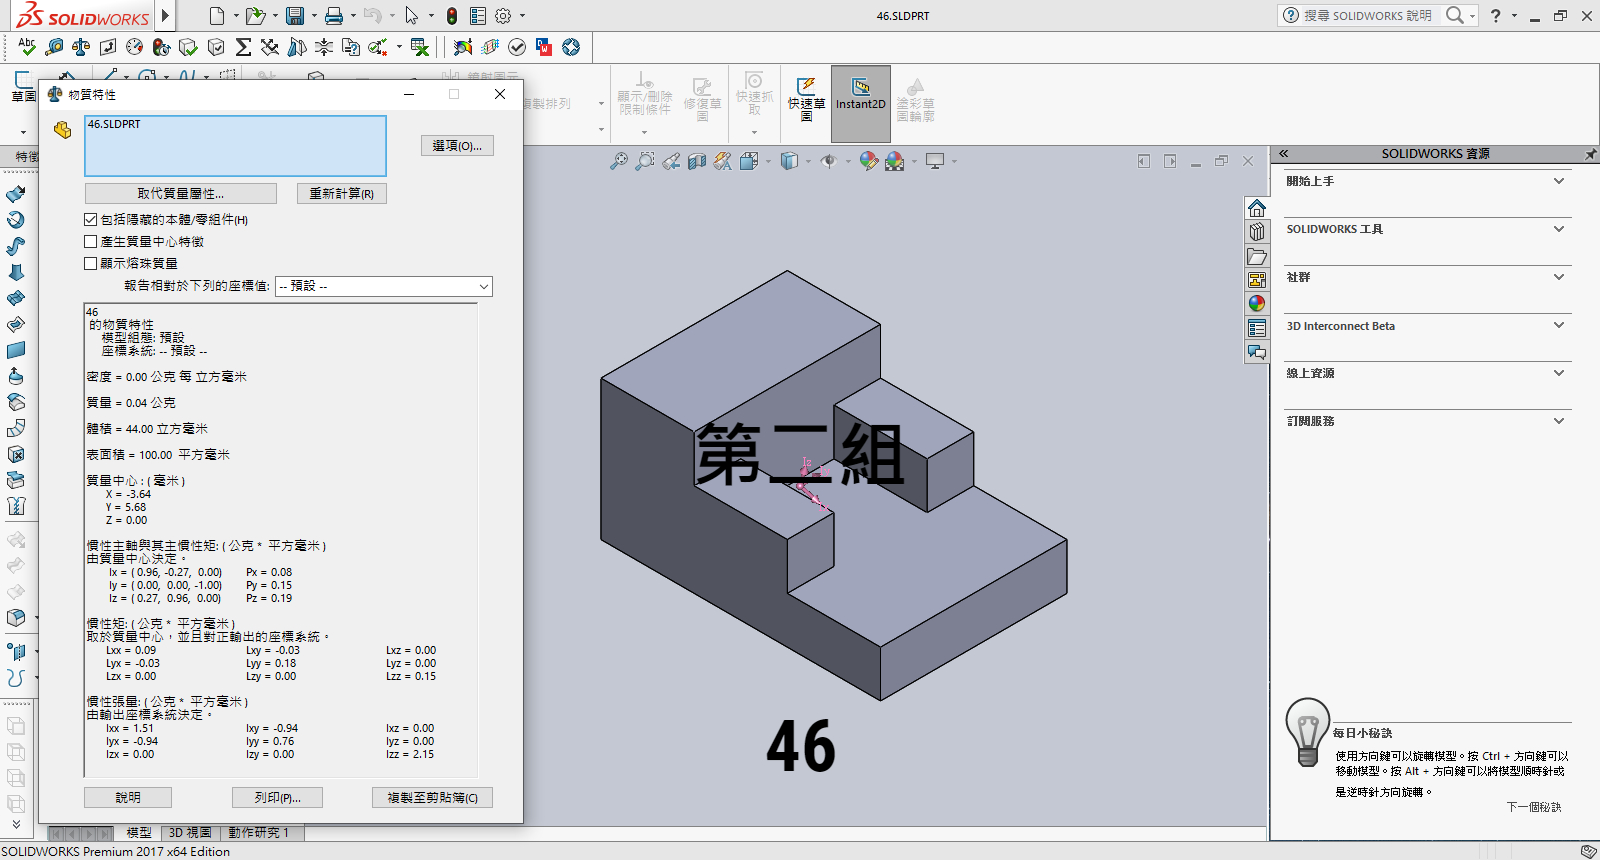 SOLIDWORKS
46.SLDPRT
搜尋 SOLIDWORKS 說明
?
Abc
草圖
鏡射圖元
複製排列
顯示/刪除限制條件
修復草圖
快速抓取
快速草圖
Instant2D
塗彩草圖輪廓
特徵
物質特性
46.SLDPRT
選項(O)...
取代質量屬性...
重新計算(R)
包括隱藏的本體/零組件(H)
產生質量中心特徵
顯示熔珠質量
報告相對於下列的座標值:
-- 預設 --
46
的物質特性
模型組態: 預設
座標系統: -- 預設 --
密度 = 0.00 公克 每 立方毫米
質量 = 0.04 公克
體積 = 44.00 立方毫米
表面積 = 100.00 平方毫米
質量中心 : ( 毫米 )
X = -3.64
Y = 5.68
Z = 0.00
慣性主軸與其主慣性矩: ( 公克 * 平方毫米 )
由質量中心決定。
Ix = ( 0.96, -0.27, 0.00) Px = 0.08
Iy = ( 0.00, 0.00, -1.00) Py = 0.15
Iz = ( 0.27, 0.96, 0.00) Pz = 0.19
慣性矩: ( 公克 * 平方毫米 )
取於質量中心，並且對正輸出的座標系統。
Lxx = 0.09 Lxy = -0.03 Lxz = 0.00
Lyx = -0.03 Lyy = 0.18 Lyz = 0.00
Lzx = 0.00 Lzy = 0.00 Lzz = 0.15
慣性張量: ( 公克 * 平方毫米 )
由輸出座標系統決定。
Ixx = 1.51 Ixy = -0.94 Ixz = 0.00
Iyx = -0.94 Iyy = 0.76 Iyz = 0.00
Izx = 0.00 Izy = 0.00 Izz = 2.15
說明
列印(P)...
複製至剪貼簿(C)
第二組
46
SOLIDWORKS 資源
開始上手
SOLIDWORKS 工具
社群
3D Interconnect Beta
線上資源
訂閱服務
每日小秘訣
使用方向鍵可以旋轉模型。按 Ctrl + 方向鍵可以
移動模型。按 Alt + 方向鍵可以將模型順時針或
是逆時針方向旋轉。
下一個秘訣
模型
3D 視圖
動作研究 1
SOLIDWORKS Premium 2017 x64 Edition